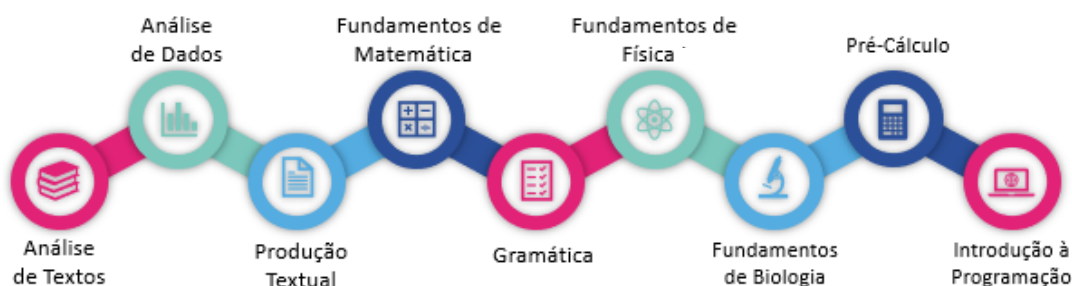 Análise
de Dados
Fundamentos de
Matemática
Fundamentos de
Física
Pré-Cálculo
Análise
de Textos
Produção
Textual
Gramática
Fundamentos
de Biologia
Introdução à
Programação